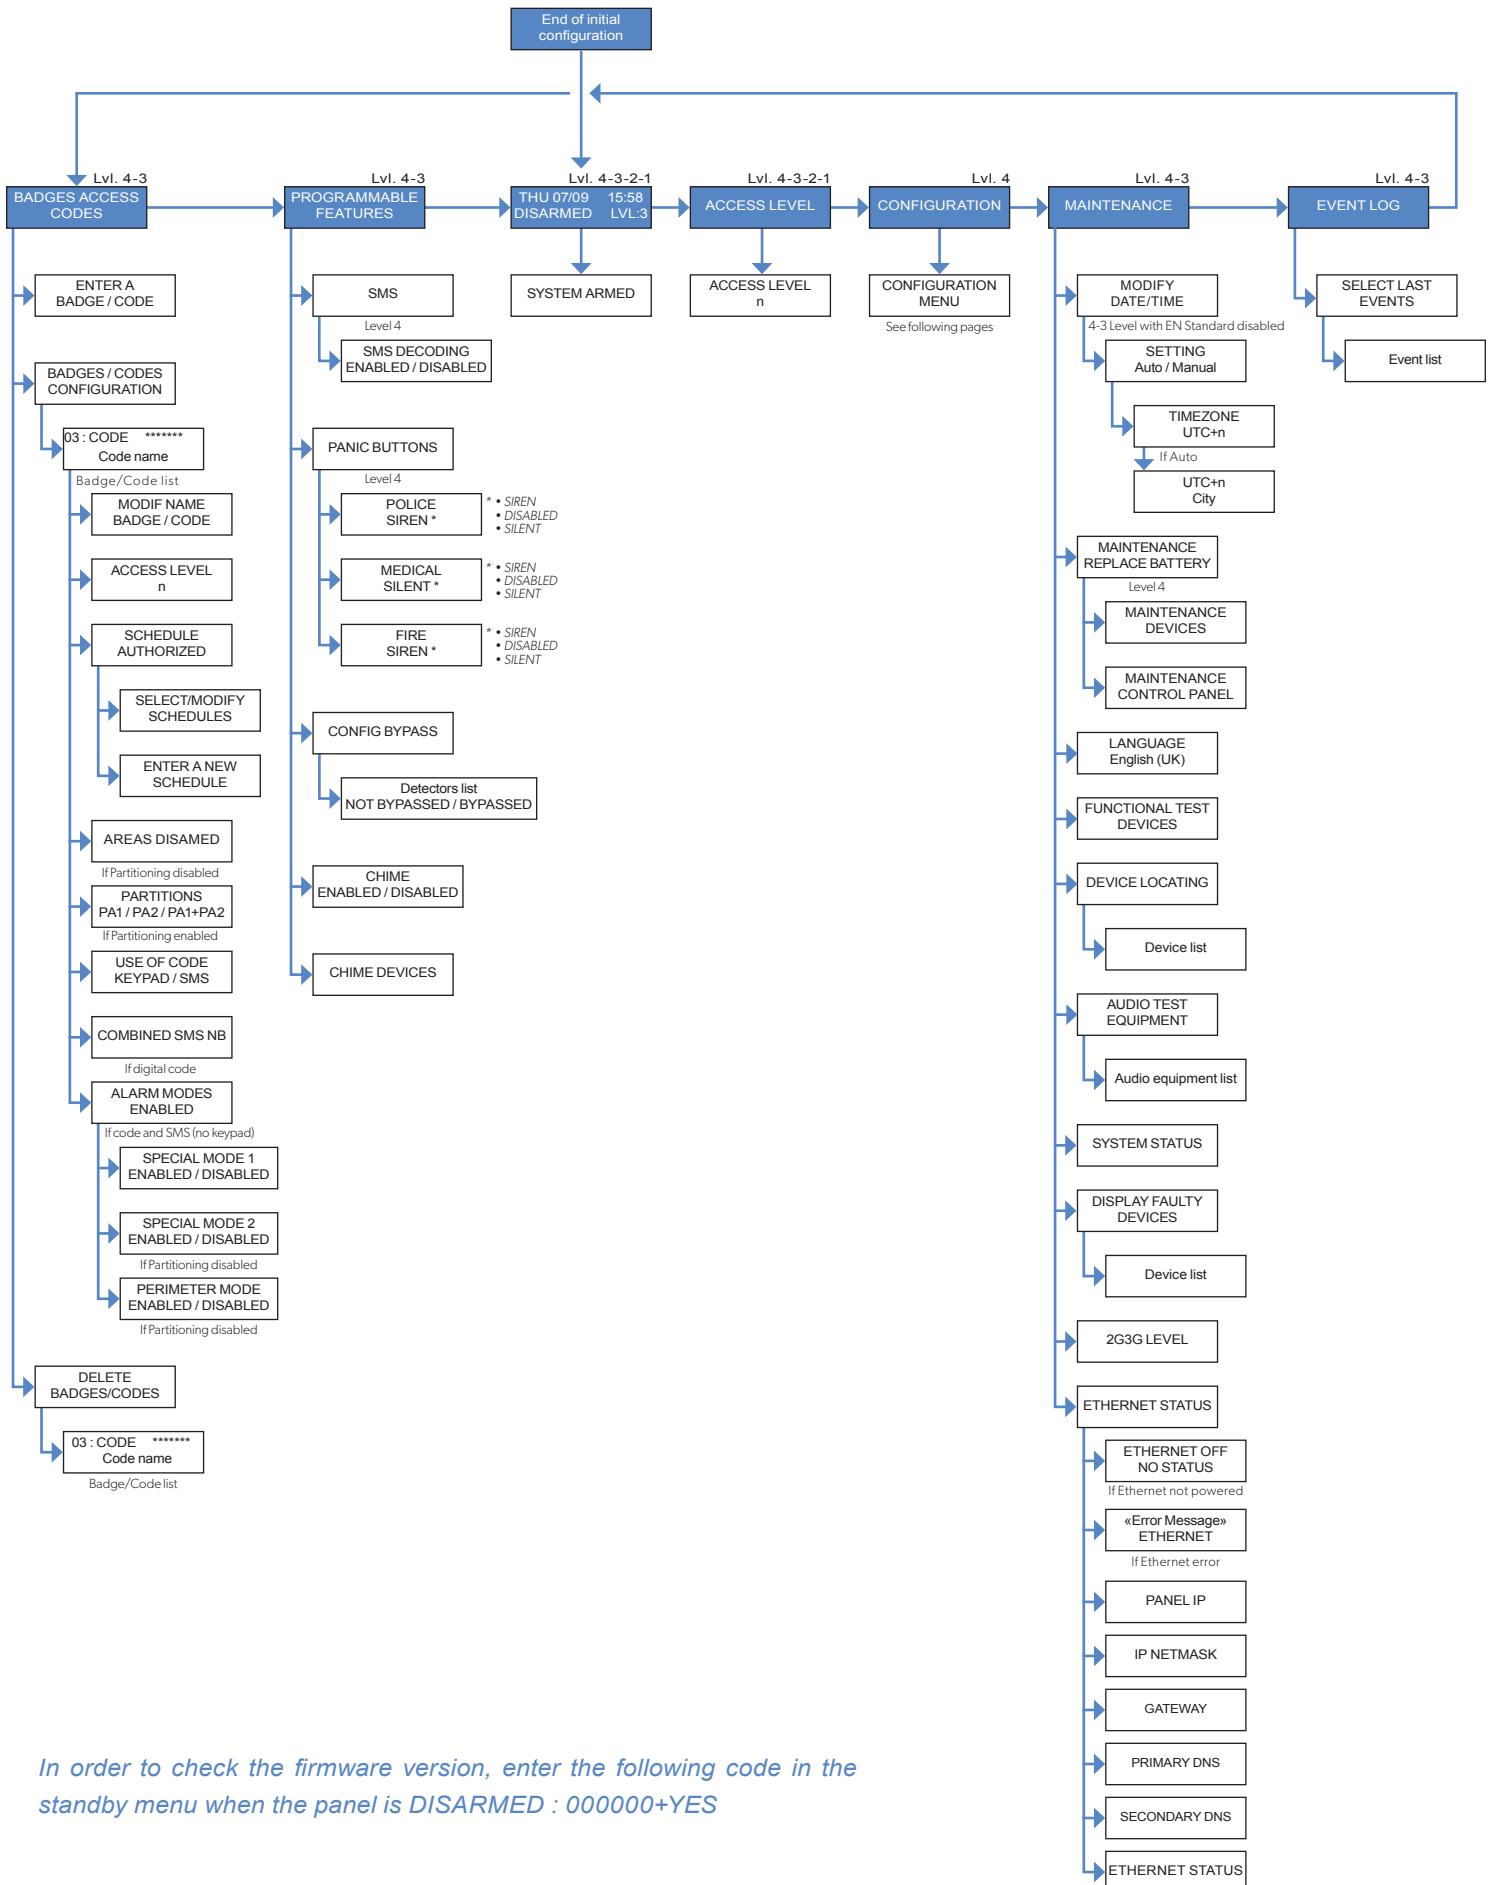 End of initial
configuration
Lvl. 4-3
BADGES ACCESS
CODES
Lvl. 4-3
PROGRAMMABLE
FEATURES
Lvl. 4-3-2-1
THU 07/09 15:58
DISARMED LVL:3
Lvl. 4-3-2-1
ACCESS LEVEL
Lvl. 4
CONFIGURATION
Lvl. 4-3
MAINTENANCE
Lvl. 4-3
EVENT LOG
ENTER A
BADGE / CODE
BADGES / CODES
CONFIGURATION
03 : CODE *******
Code name
Badge/Code list
MODIF NAME
BADGE / CODE
ACCESS LEVEL
n
SCHEDULE
AUTHORIZED
SELECT/MODIFY
SCHEDULES
ENTER A NEW
SCHEDULE
AREAS DISAMED
If Partitioning disabled
PARTITIONS
PA1 / PA2 / PA1+PA2
If Partitioning enabled
USE OF CODE
KEYPAD / SMS
COMBINED SMS NB
If digital code
ALARM MODES
ENABLED
If code and SMS (no keypad)
SPECIAL MODE 1
ENABLED / DISABLED
SPECIAL MODE 2
ENABLED / DISABLED
If Partitioning disabled
PERIMETER MODE
ENABLED / DISABLED
If Partitioning disabled
DELETE
BADGES/CODES
03 : CODE *******
Code name
Badge/Code list
SMS
Level 4
SMS DECODING
ENABLED / DISABLED
PANIC BUTTONS
Level 4
POLICE
SIREN *
* • SIREN
• DISABLED
• SILENT
MEDICAL
SILENT *
* • SIREN
• DISABLED
• SILENT
FIRE
SIREN *
* • SIREN
• DISABLED
• SILENT
CONFIG BYPASS
Detectors list
NOT BYPASSED / BYPASSED
CHIME
ENABLED / DISABLED
CHIME DEVICES
SYSTEM ARMED
ACCESS LEVEL
n
CONFIGURATION
MENU
See following pages
MODIFY
DATE/TIME
4-3 Level with EN Standard disabled
SETTING
Auto / Manual
TIMEZONE
UTC+n
If Auto
UTC+n
City
MAINTENANCE
REPLACE BATTERY
Level 4
MAINTENANCE
DEVICES
MAINTENANCE
CONTROL PANEL
LANGUAGE
English (UK)
FUNCTIONAL TEST
DEVICES
DEVICE LOCATING
Device list
AUDIO TEST
EQUIPMENT
Audio equipment list
SYSTEM STATUS
DISPLAY FAULTY
DEVICES
Device list
2G3G LEVEL
ETHERNET STATUS
ETHERNET OFF
NO STATUS
If Ethernet not powered
«Error Message»
ETHERNET
If Ethernet error
PANEL IP
IP NETMASK
GATEWAY
PRIMARY DNS
SECONDARY DNS
ETHERNET STATUS
SELECT LAST
EVENTS
Event list
In order to check the firmware version, enter the following code in the
standby menu when the panel is DISARMED : 000000+YES